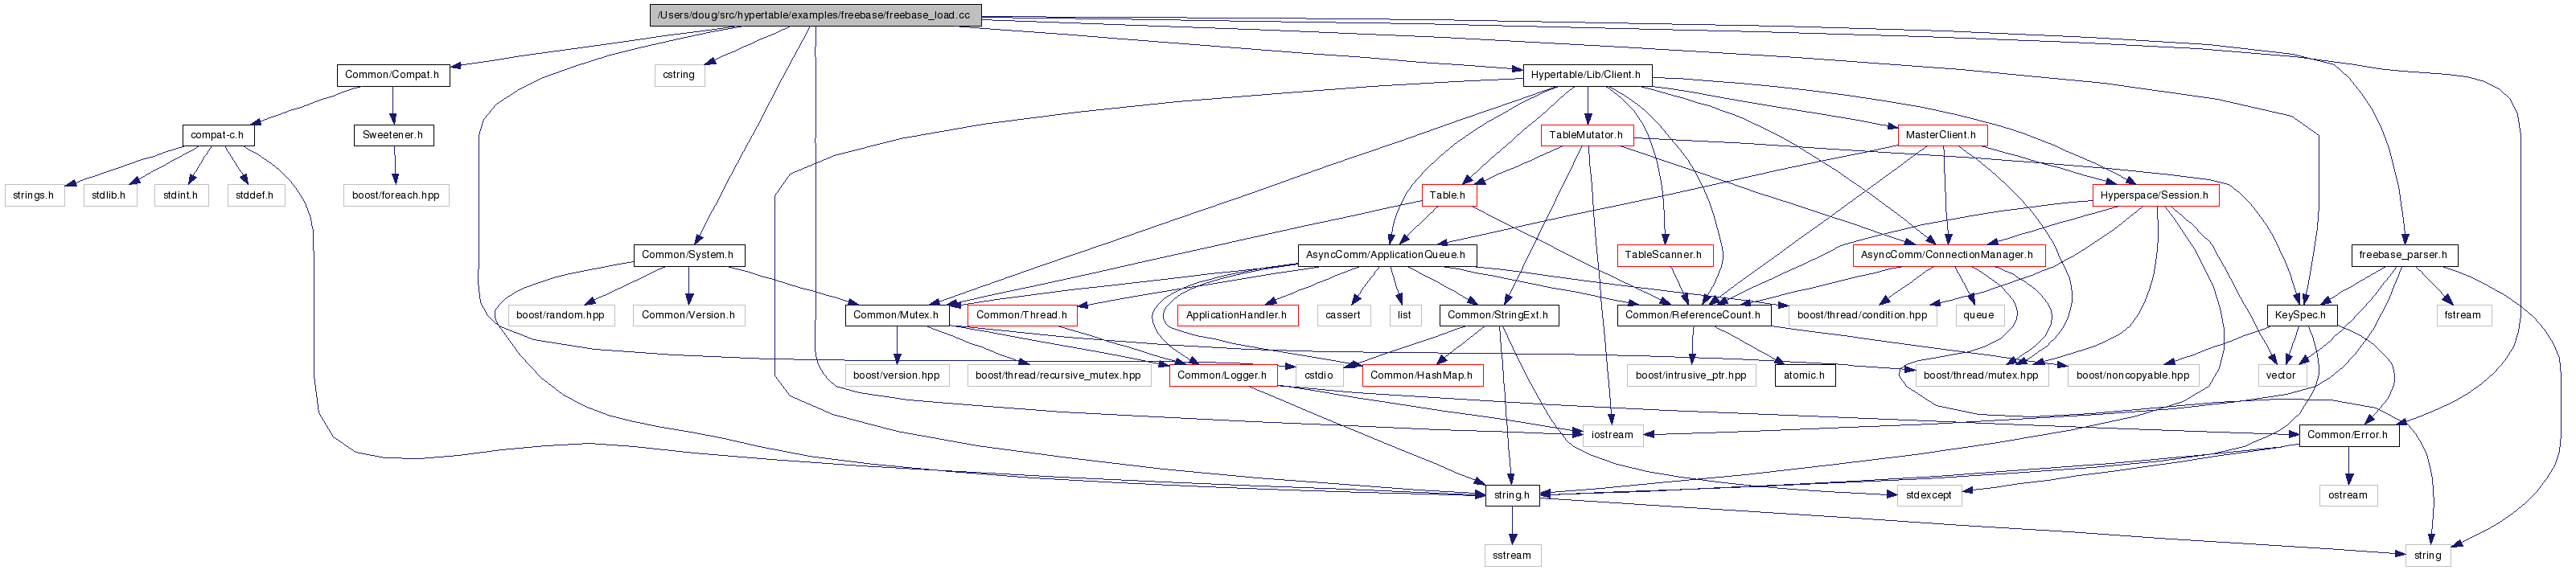 /Users/doug/src/hypertable/examples/freebase/freebase_load.cc
Common/Compat.h
cstring
Hypertable/Lib/Client.h
compat-c.h
Sweetener.h
TableMutator.h
MasterClient.h
strings.h
stdlib.h
stdint.h
stddef.h
boost/foreach.hpp
Table.h
Hyperspace/Session.h
Common/System.h
AsyncComm/ApplicationQueue.h
TableScanner.h
AsyncComm/ConnectionManager.h
freebase_parser.h
boost/random.hpp
Common/Version.h
Common/Mutex.h
Common/Thread.h
ApplicationHandler.h
cassert
list
Common/StringExt.h
Common/ReferenceCount.h
boost/thread/condition.hpp
queue
KeySpec.h
fstream
boost/version.hpp
boost/thread/recursive_mutex.hpp
Common/Logger.h
cstdio
Common/HashMap.h
boost/intrusive_ptr.hpp
atomic.h
boost/thread/mutex.hpp
boost/noncopyable.hpp
vector
iostream
Common/Error.h
string.h
stdexcept
ostream
sstream
string